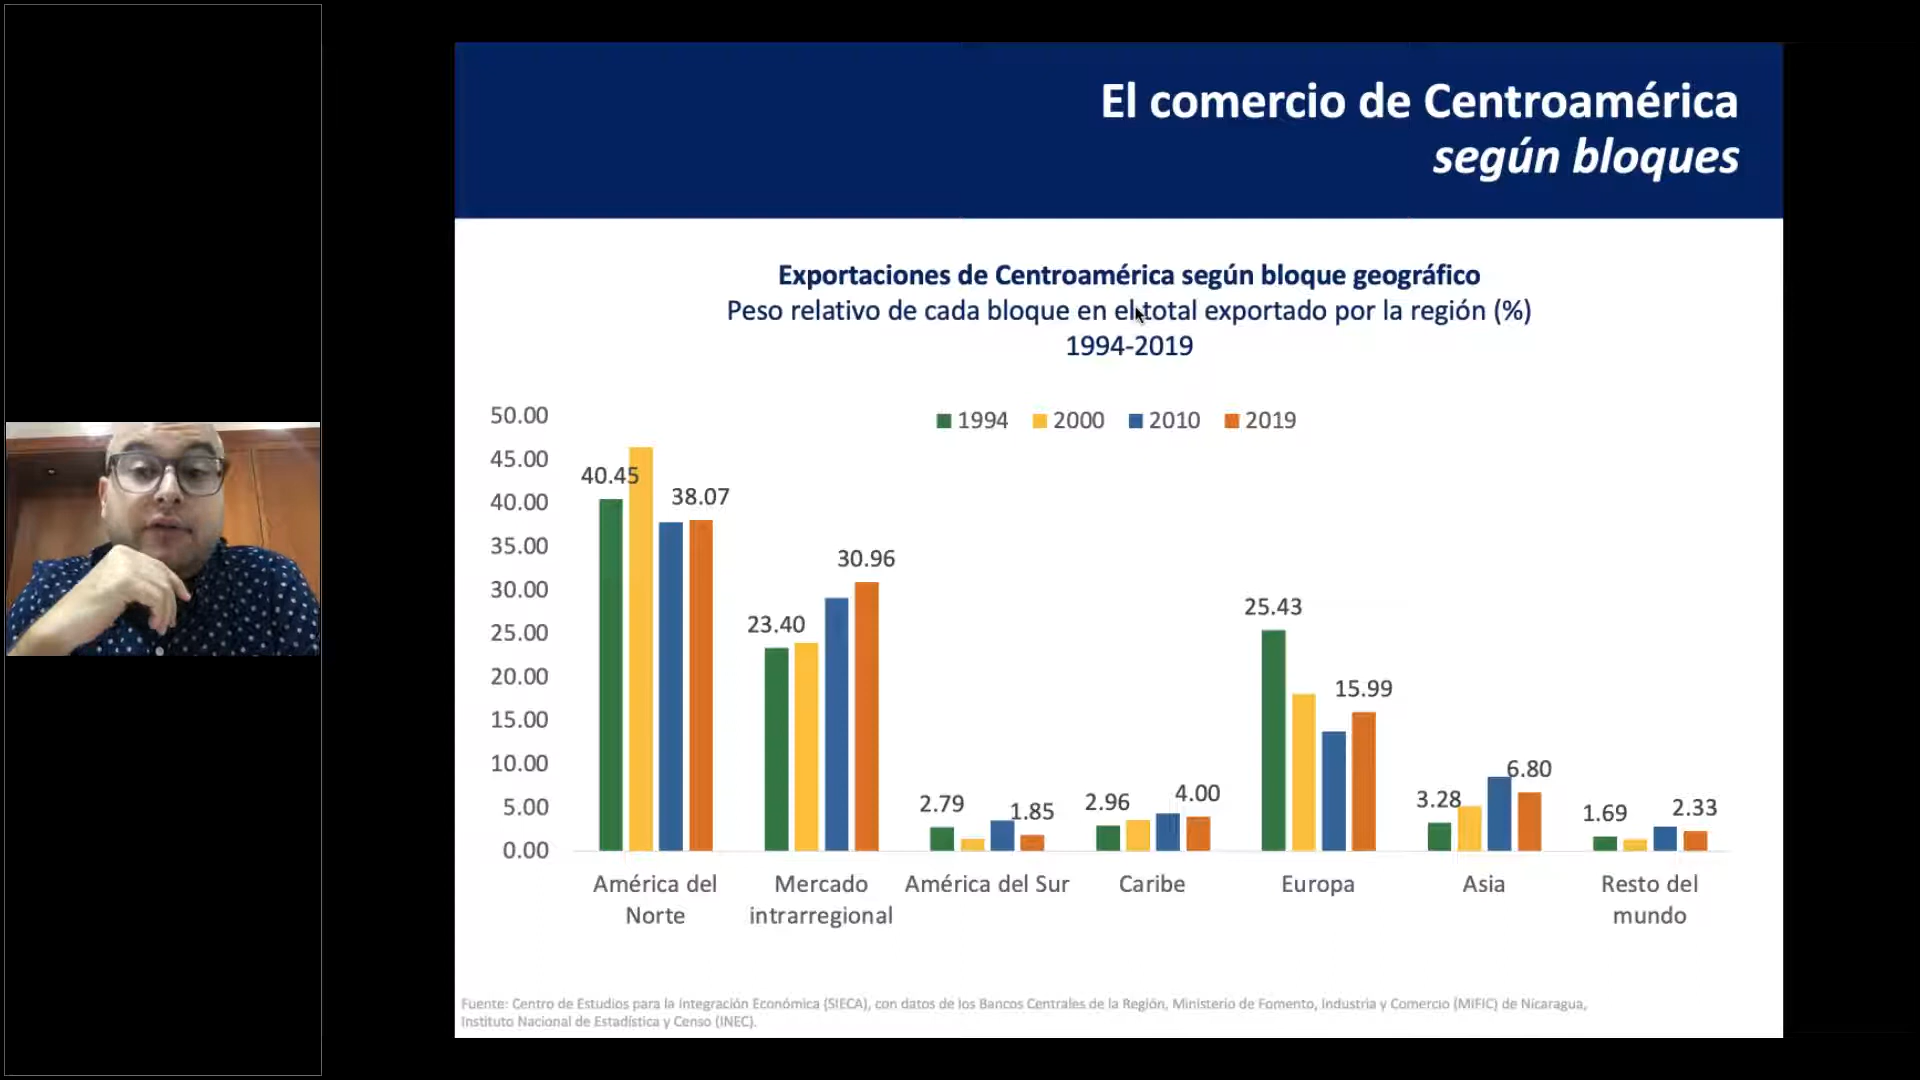 El comercio de Centroamérica
según bloques
Exportaciones de Centroamérica según bloque geográfico
Peso relativo de cada bloque en el total exportado por la región (%)
1994-2019
1994 2000 2010 2019
50.00
45.00
40.00
35.00
30.00
25.00
20.00
15.00
10.00
5.00
0.00
40.45
38.07
23.40
30.96
2.79
1.85
2.96
4.00
25.43
15.99
3.28
6.80
1.69
2.33
América del
Norte
Mercado
intrarregional
América del Sur
Caribe
Europa
Asia
Resto del
mundo
Fuente: Centro de Estudios para la Integración Económica (SIECA), con datos de los Bancos Centrales de la Región, Ministerio de Fomento, Industria y Comercio (MIFIC) de Nicaragua,
Instituto Nacional de Estadística y Censo (INEC).